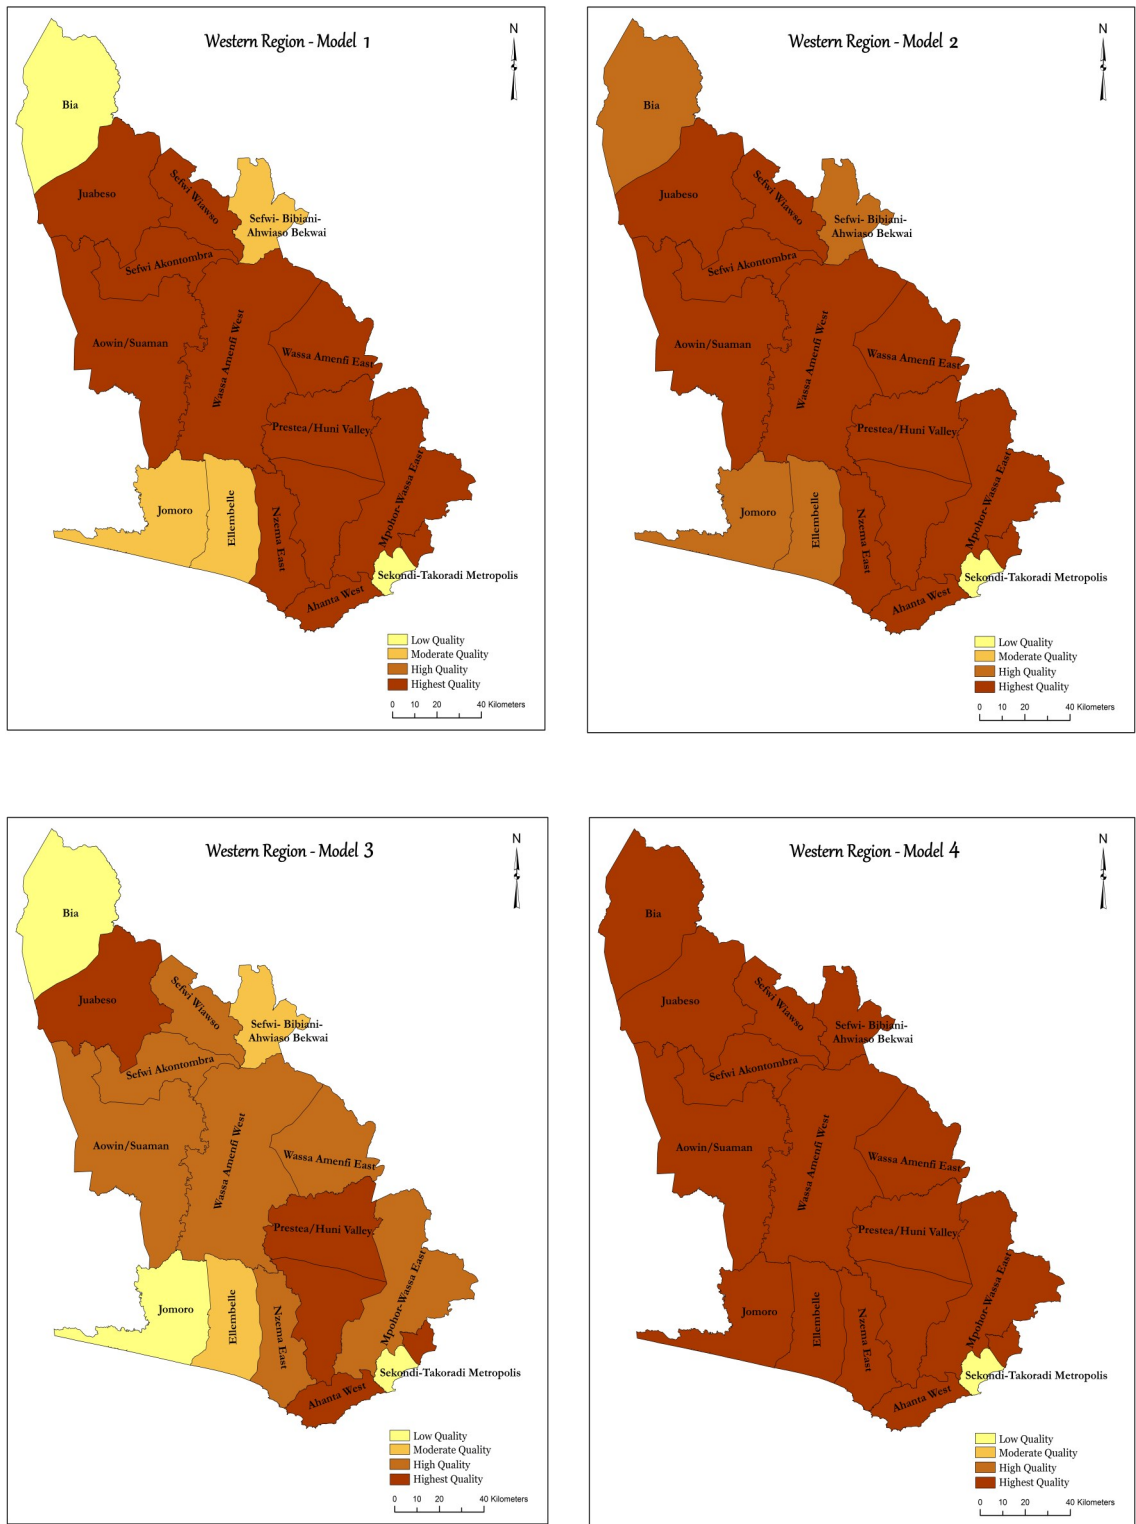 Western Region - Model 1
N
Bia
Juabeso
Sefwi Wiawso
Sefwi- Bibiani-
Ahwiaso Bekwai
Sefwi Akontombra
Aowin/Suaman
Wassa Amenfi West
Wassa Amenfi East
Prestea/Huni Valley
Mpohor-Wassa East
Jomoro
Ellembelle
Nzema East
Sekondi-Takoradi Metropolis
Ahanta West
Low Quality
Moderate Quality
High Quality
Highest Quality
0 10 20 40 Kilometers
Western Region - Model 2
N
Bia
Juabeso
Sefwi Wiawso
Sefwi- Bibiani-
Ahwiaso Bekwai
Sefwi Akontombra
Aowin/Suaman
Wassa Amenfi West
Wassa Amenfi East
Prestea/Huni Valley
Mpohor-Wassa East
Jomoro
Ellembelle
Nzema East
Sekondi-Takoradi Metropolis
Ahanta West
Low Quality
Moderate Quality
High Quality
Highest Quality
0 10 20 40 Kilometers
Western Region - Model 3
N
Bia
Juabeso
Sefwi Wiawso
Sefwi- Bibiani-
Ahwiaso Bekwai
Sefwi Akontombra
Aowin/Suaman
Wassa Amenfi West
Wassa Amenfi East
Prestea/Huni Valley
Mpohor-Wassa East
Jomoro
Ellembelle
Nzema East
Sekondi-Takoradi Metropolis
Ahanta West
Low Quality
Moderate Quality
High Quality
Highest Quality
0 10 20 40 Kilometers
Western Region - Model 4
N
Bia
Juabeso
Sefwi Wiawso
Sefwi- Bibiani-
Ahwiaso Bekwai
Sefwi Akontombra
Aowin/Suaman
Wassa Amenfi West
Wassa Amenfi East
Prestea/Huni Valley
Mpohor-Wassa East
Jomoro
Ellembelle
Nzema East
Sekondi-Takoradi Metropolis
Ahanta West
Low Quality
Moderate Quality
High Quality
Highest Quality
0 10 20 40 Kilometers